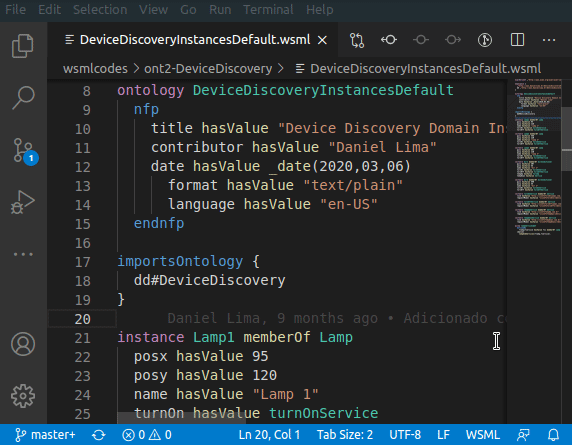 File Edit Selection View Go Run Terminal Help
DeviceDiscoveryInstancesDefault.wsml
wsmlcodes > ont2-DeviceDiscovery > DeviceDiscoveryInstancesDefault.wsml
8 ontology DeviceDiscoveryInstancesDefault
9 nfp
10 title hasValue "Device Discovery Domain Ins
11 contributor hasValue "Daniel Lima"
12 date hasValue _date(2020,03,06)
13 format hasValue "text/plain"
14 language hasValue "en-US"
15 endnfp
16
17 importsOntology {
18 dd#DeviceDiscovery
19 }
20 Daniel Lima, 9 months ago • Adicionado co
21 instance Lamp1 memberOf Lamp
22 posx hasValue 95
23 posy hasValue 120
24 name hasValue "Lamp 1"
25 turnOn hasValue turnOnService
1
master+ 0 0 Ln 20, Col 1 Tab Size: 2 UTF-8 LF WSML